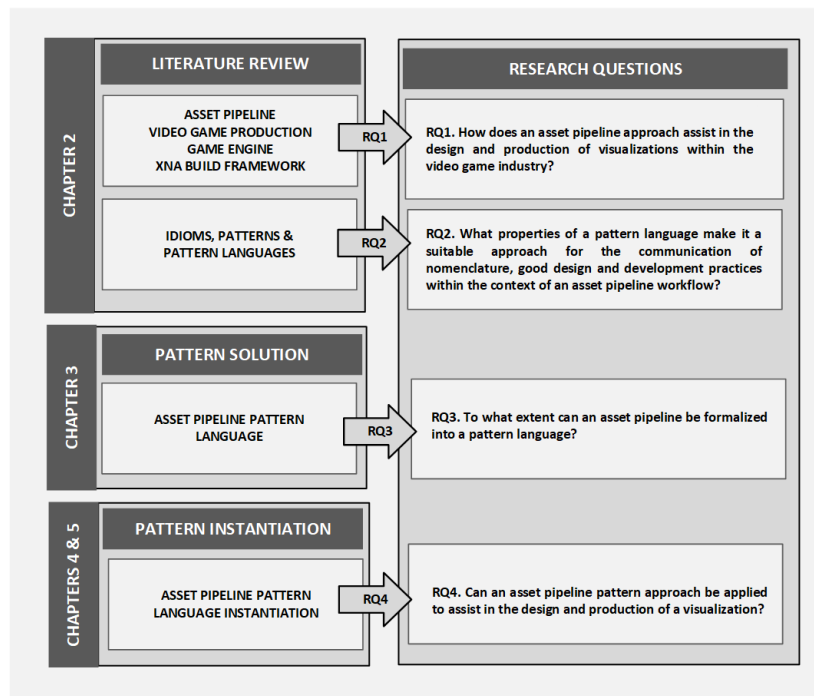 CHAPTER 2
LITERATURE REVIEW
ASSET PIPELINE
VIDEO GAME PRODUCTION
GAME ENGINE
XNA BUILD FRAMEWORK
RQ1
IDIOMS, PATTERNS &
PATTERN LANGUAGES
RQ2
RESEARCH QUESTIONS
RQ1. How does an asset pipeline approach assist in the
design and production of visualizations within the
video game industry?
RQ2. What properties of a pattern language make it a
suitable approach for the communication of
nomenclature, good design and development practices
within the context of an asset pipeline workflow?
CHAPTER 3
PATTERN SOLUTION
ASSET PIPELINE PATTERN
LANGUAGE
RQ3
RQ3. To what extent can an asset pipeline be formalized
into a pattern language?
CHAPTERS 4 & 5
PATTERN INSTANTIATION
ASSET PIPELINE PATTERN
LANGUAGE INSTANTIATION
RQ4
RQ4. Can an asset pipeline pattern approach be applied
to assist in the design and production of a visualization?